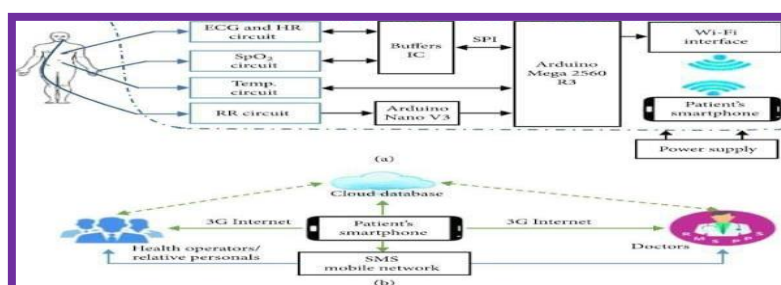 ECG and HR
circuit
SpO2
circuit
Temp.
circuit
RR circuit
Buffers
IC
SPI
Arduino
Nano V3
Arduino
Mega 2560
R3
Wi-Fi
interface
Patient's
smartphone
Power supply
(a)
Cloud database
3G Internet
Patient's
smartphone
3G Internet
Health operators/
relative personals
SMS
mobile network
Doctors
(b)